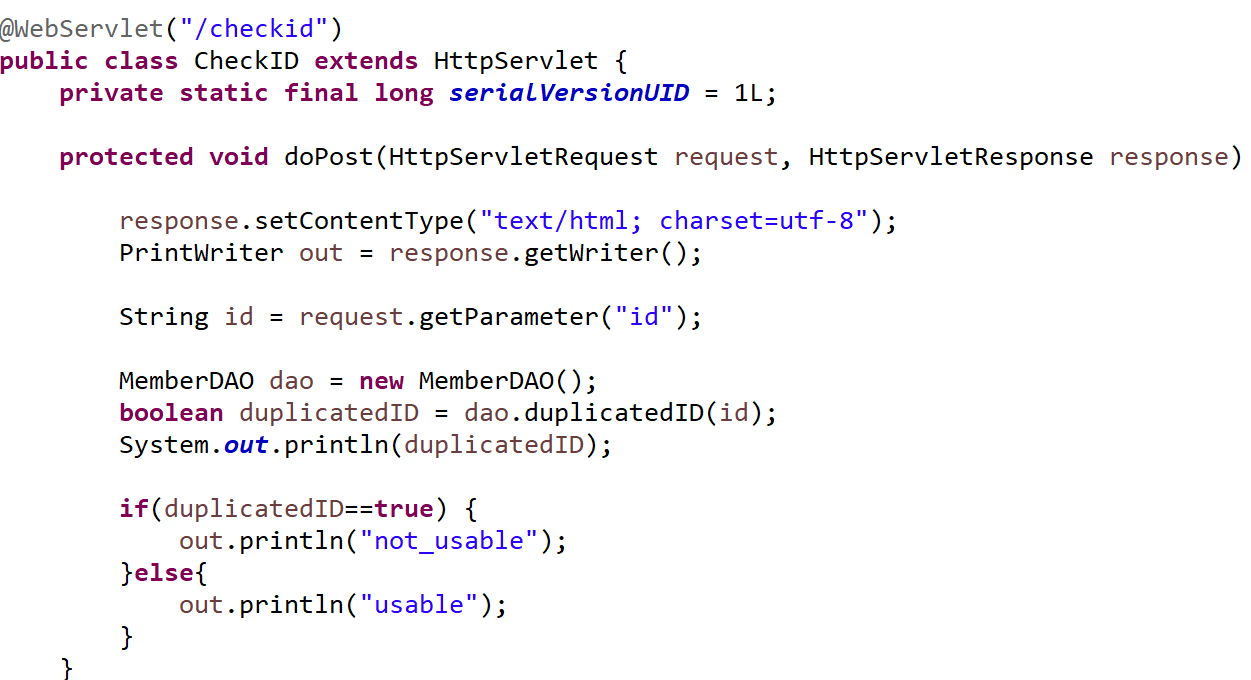 @WebServlet("/checkid")
public class CheckID extends HttpServlet {
    private static final long serialVersionUID = 1L;

    protected void doPost(HttpServletRequest request, HttpServletResponse response)

        response.setContentType("text/html; charset=utf-8");
        PrintWriter out = response.getWriter();

        String id = request.getParameter("id");

        MemberDAO dao = new MemberDAO();
        boolean duplicatedID = dao.duplicatedID(id);
        System.out.println(duplicatedID);

        if(duplicatedID==true) {
            out.println("not_usable");
        }else{
            out.println("usable");
        }
    }